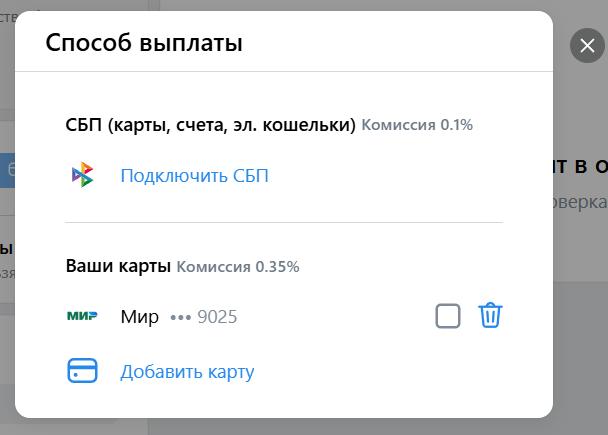 Способ выплаты
СБП (карты, счета, эл. кошельки) Комиссия 0.1%
Подключить СБП
Ваши карты Комиссия 0.35%
МИР Мир ••• 9025
Добавить карту